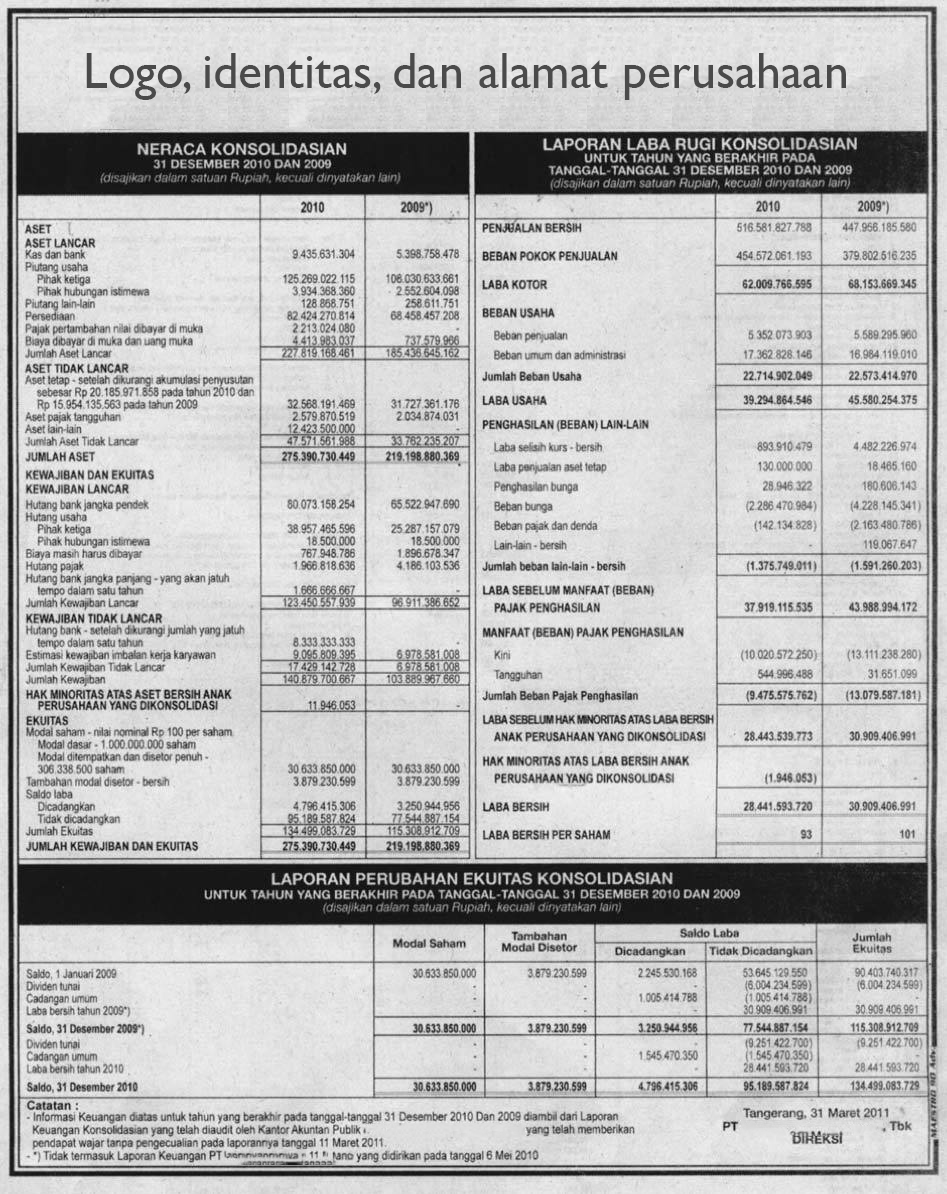 Logo, identitas, dan alamat perusahaan
NERACA KONSOLIDASIAN
31 DESEMBER 2010 DAN 2009
(disajikan dalam satuan Rupiah, kecuali dinyatakan lain)
2010 2009*)
ASET
ASET LANCAR
Kas dan bank 9.435.631.304 5.398.758.478
Piutang usaha
Pihak ketiga 125.269.022.115 106.030.633.661
Pihak hubungan istimewa 3.934.368.360 2.552.604.098
Piutang lain-lain 128.868.751 258.611.751
Persediaan 82.424.270.814 68.458.457.208
Pajak pertambahan nilai dibayar di muka 2.213.024.080 -
Biaya dibayar di muka dan uang muka 4.413.983.037 737.579.966
Jumlah Aset Lancar 227.819.168.461 185.436.645.162
ASET TIDAK LANCAR
Aset tetap - setelah dikurangi akumulasi penyusutan
sebesar Rp 20.185.971.858 pada tahun 2010 dan
Rp 15.954.135.563 pada tahun 2009 32.568.191.469 31.727.361.176
Aset pajak tangguhan 2.579.870.519 2.034.874.031
Aset lain-lain 12.423.500.000 -
Jumlah Aset Tidak Lancar 47.571.561.988 33.762.235.207
JUMLAH ASET 275.390.730.449 219.198.880.369
KEWAJIBAN DAN EKUITAS
KEWAJIBAN LANCAR
Hutang bank jangka pendek 80.073.158.254 65.522.947.690
Hutang usaha
Pihak ketiga 38.957.465.596 25.287.157.079
Pihak hubungan istimewa 18.500.000 18.500.000
Biaya masih harus dibayar 767.948.786 1.896.678.347
Hutang pajak 1.966.818.636 4.186.103.536
Hutang bank jangka panjang - yang akan jatuh
tempo dalam satu tahun 1.666.666.667 -
Jumlah Kewajiban Lancar 123.450.557.939 96.911.386.652
KEWAJIBAN TIDAK LANCAR
Hutang bank - setelah dikurangi jumlah yang jatuh
tempo dalam satu tahun 8.333.333.333 -
Estimasi kewajiban imbalan kerja karyawan 9.095.809.395 6.978.581.008
Jumlah Kewajiban Tidak Lancar 17.429.142.728 6.978.581.008
Jumlah Kewajiban 140.879.700.667 103.889.967.660
HAK MINORITAS ATAS ASET BERSIH ANAK
PERUSAHAAN YANG DIKONSOLIDASI 11.946.053 -
EKUITAS
Modal saham - nilai nominal Rp 100 per saham
Modal dasar - 1.000.000.000 saham
Modal ditempatkan dan disetor penuh -
306.338.500 saham 30.633.850.000 30.633.850.000
Tambahan modal disetor - bersih 3.879.230.599 3.879.230.599
Saldo laba
Dicadangkan 4.796.415.306 3.250.944.956
Tidak dicadangkan 95.189.587.824 77.544.887.154
Jumlah Ekuitas 134.499.083.729 115.308.912.709
JUMLAH KEWAJIBAN DAN EKUITAS 275.390.730.449 219.198.880.369
LAPORAN LABA RUGI KONSOLIDASIAN
UNTUK TAHUN YANG BERAKHIR PADA
TANGGAL-TANGGAL 31 DESEMBER 2010 DAN 2009
(disajikan dalam satuan Rupiah, kecuali dinyatakan lain)
2010 2009*)
PENJUALAN BERSIH 516.581.827.788 447.956.185.580
BEBAN POKOK PENJUALAN 454.572.061.193 379.802.516.235
LABA KOTOR 62.009.766.595 68.153.669.345
BEBAN USAHA
Beban penjualan 5.352.073.903 5.589.295.960
Beban umum dan administrasi 17.362.828.146 16.984.119.010
Jumlah Beban Usaha 22.714.902.049 22.573.414.970
LABA USAHA 39.294.864.546 45.580.254.375
PENGHASILAN (BEBAN) LAIN-LAIN
Laba selisih kurs - bersih 893.910.479 4.482.226.974
Laba penjualan aset tetap 130.000.000 18.465.160
Penghasilan bunga 28.946.322 180.606.143
Beban bunga (2.286.470.984) (4.228.145.341)
Beban pajak dan denda (142.134.828) (2.163.480.786)
Lain-lain - bersih - 119.067.647
Jumlah beban lain-lain - bersih (1.375.749.011) (1.591.260.203)
LABA SEBELUM MANFAAT (BEBAN)
PAJAK PENGHASILAN 37.919.115.535 43.988.994.172
MANFAAT (BEBAN) PAJAK PENGHASILAN
Kini (10.020.572.250) (13.111.238.280)
Tangguhan 544.996.488 31.651.099
Jumlah Beban Pajak Penghasilan (9.475.575.762) (13.079.587.181)
LABA SEBELUM HAK MINORITAS ATAS LABA BERSIH
ANAK PERUSAHAAN YANG DIKONSOLIDASI 28.443.539.773 30.909.406.991
HAK MINORITAS ATAS LABA BERSIH ANAK
PERUSAHAAN YANG DIKONSOLIDASI (1.946.053) -
LABA BERSIH 28.441.593.720 30.909.406.991
LABA BERSIH PER SAHAM 93 101
LAPORAN PERUBAHAN EKUITAS KONSOLIDASIAN
UNTUK TAHUN YANG BERAKHIR PADA TANGGAL-TANGGAL 31 DESEMBER 2010 DAN 2009
(disajikan dalam satuan Rupiah, kecuali dinyatakan lain)
Modal Saham Tambahan Modal Disetor Saldo Laba Jumlah Ekuitas
Dicadangkan Tidak Dicadangkan
Saldo, 1 Januari 2009 30.633.850.000 3.879.230.599 2.245.530.168 53.645.129.550 90.403.740.317
Dividen tunai - - - (6.004.234.599) (6.004.234.599)
Cadangan umum - - 1.005.414.788 (1.005.414.788) -
Laba bersih tahun 2009*) - - - 30.909.406.991 30.909.406.991
Saldo, 31 Desember 2009*) 30.633.850.000 3.879.230.599 3.250.944.956 77.544.887.154 115.308.912.709
Dividen tunai - - - (9.251.422.700) (9.251.422.700)
Cadangan umum - - 1.545.470.350 (1.545.470.350) -
Laba bersih tahun 2010 - - - 28.441.593.720 28.441.593.720
Saldo, 31 Desember 2010 30.633.850.000 3.879.230.599 4.796.415.306 95.189.587.824 134.499.083.729
Catatan :
- Informasi Keuangan diatas untuk tahun yang berakhir pada tanggal-tanggal 31 Desember 2010 Dan 2009 diambil dari Laporan
Keuangan Konsolidasian yang telah diaudit oleh Kantor Akuntan Publik yang telah memberikan
pendapat wajar tanpa pengecualian pada laporannya tanggal 11 Maret 2011.
- *) Tidak termasuk Laporan Keuangan PT yang didirikan pada tanggal 6 Mei 2010
Tangerang, 31 Maret 2011
PT , Tbk
DIREKSI
MAESTRO 90 Adv.